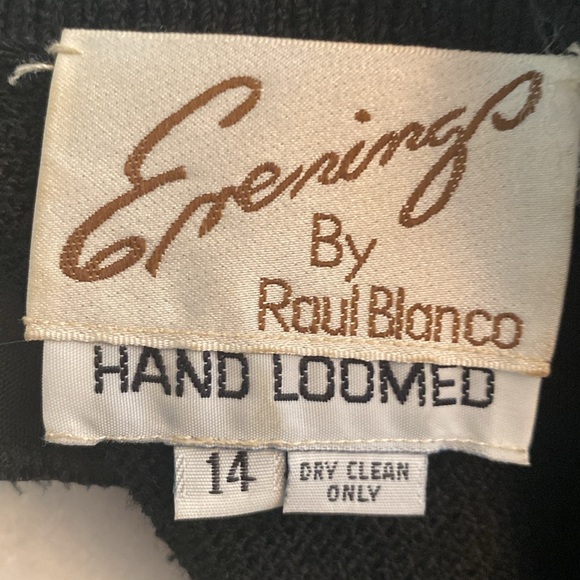 Evenings
By
Raul Blanco
HAND LOOMED
14
DRY CLEAN
ONLY